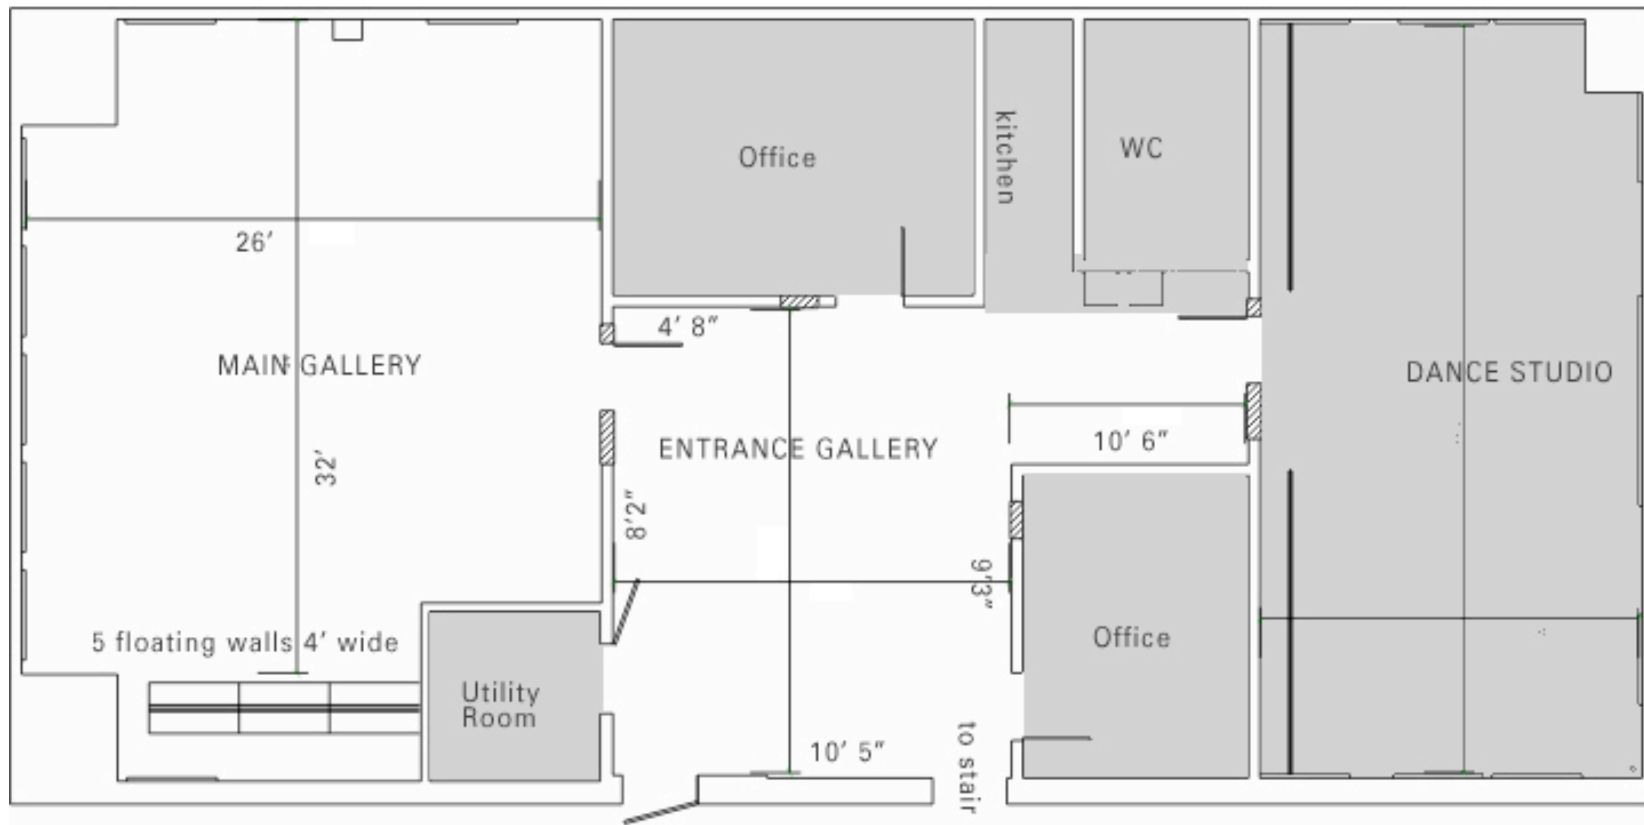 Office
kitchen
WC
26’
4’ 8”
MAIN GALLERY
DANCE STUDIO
ENTRANCE GALLERY
10’ 6”
32’
8’2”
9’3”
5 floating walls 4’ wide
Office
Utility
Room
10’ 5”
to stair